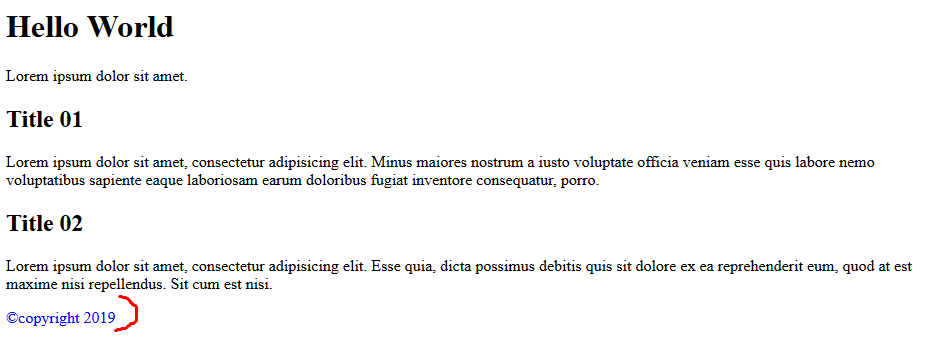 Hello World
Lorem ipsum dolor sit amet.
Title 01
Lorem ipsum dolor sit amet, consectetur adipisicing elit. Minus maiores nostrum a iusto voluptate officia veniam esse quis labore nemo
voluptatibus sapiente eaque laboriosam earum doloribus fugiat inventore consequatur, porro.
Title 02
Lorem ipsum dolor sit amet, consectetur adipisicing elit. Esse quia, dicta possimus debitis quis sit dolore ex ea reprehenderit eum, quod at est
maxime nisi repellendus. Sit cum est nisi.
©copyright 2019